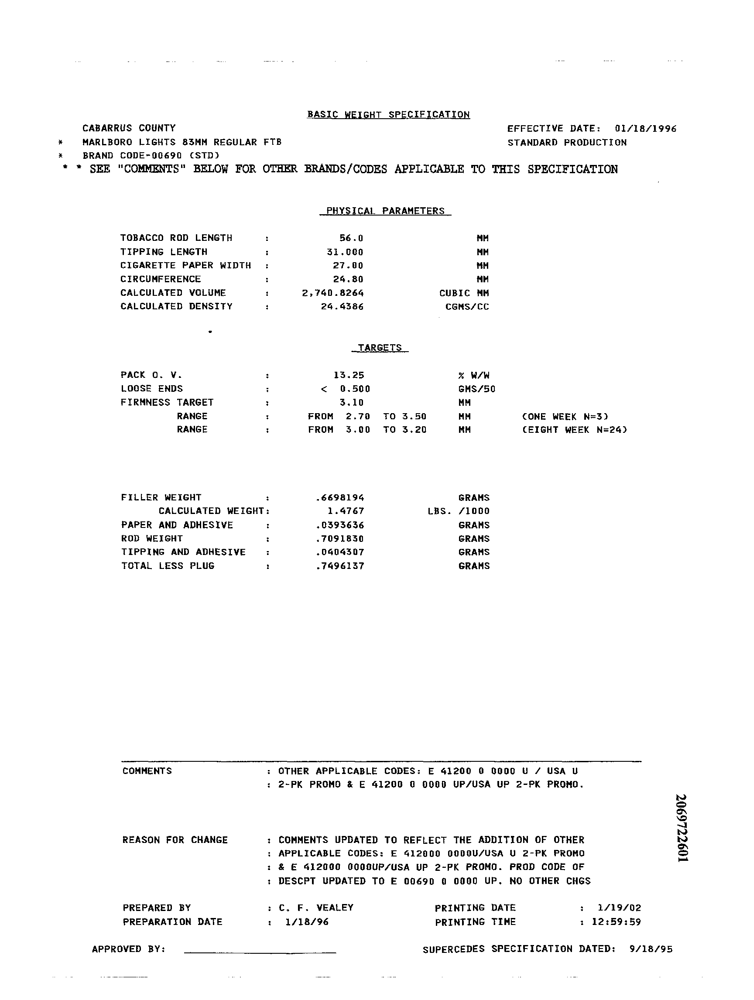 BASIC WEIGHT SPECIFICATION
CABARRUS COUNTY EFFECTIVE DATE: 01/18/1996
* MARLBORO LIGHTS 83MM REGULAR FTB STANDARD PRODUCTION
* BRAND CODE-00690 (STD)
* * SEE "COMMENTS" BELOW FOR OTHER BRANDS/CODES APPLICABLE TO THIS SPECIFICATION
PHYSICAL PARAMETERS
TOBACCO ROD LENGTH : 56.0 MM
TIPPING LENGTH : 31.000 MM
CIGARETTE PAPER WIDTH : 27.00 MM
CIRCUMFERENCE : 24.80 MM
CALCULATED VOLUME : 2,740.8264 CUBIC MM
CALCULATED DENSITY : 24.4386 CGMS/CC
TARGETS
PACK O. V. : 13.25 % W/W
LOOSE ENDS : < 0.500 GMS/50
FIRMNESS TARGET : 3.10 MM
RANGE : FROM 2.70 TO 3.50 MM (ONE WEEK N=3)
RANGE : FROM 3.00 TO 3.20 MM (EIGHT WEEK N=24)
FILLER WEIGHT : .6698194 GRAMS
CALCULATED WEIGHT: 1.4767 LBS. /1000
PAPER AND ADHESIVE : .0393636 GRAMS
ROD WEIGHT : .7091830 GRAMS
TIPPING AND ADHESIVE : .0404307 GRAMS
TOTAL LESS PLUG : .7496137 GRAMS
COMMENTS : OTHER APPLICABLE CODES: E 41200 0 0000 U / USA U
: 2-PK PROMO & E 41200 0 0000 UP/USA UP 2-PK PROMO.
REASON FOR CHANGE : COMMENTS UPDATED TO REFLECT THE ADDITION OF OTHER
: APPLICABLE CODES: E 412000 0000U/USA U 2-PK PROMO
: & E 412000 0000UP/USA UP 2-PK PROMO. PROD CODE OF
: DESCPT UPDATED TO E 00690 0 0000 UP. NO OTHER CHGS
PREPARED BY : C. F. VEALEY PRINTING DATE : 1/19/02
PREPARATION DATE : 1/18/96 PRINTING TIME : 12:59:59
APPROVED BY: SUPERCEDES SPECIFICATION DATED: 9/18/95
2069722601